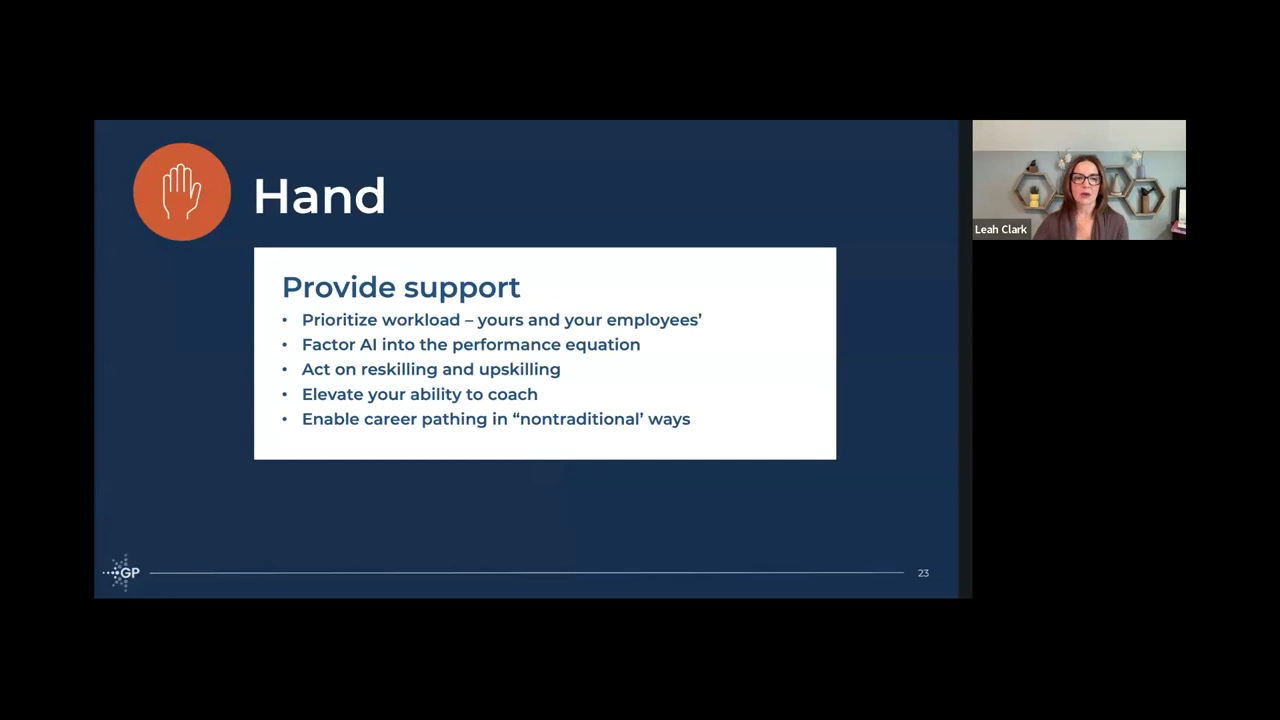 Hand
Provide support
• Prioritize workload – yours and your employees’
• Factor AI into the performance equation
• Act on reskilling and upskilling
• Elevate your ability to coach
• Enable career pathing in “nontraditional’ ways
GP
23
Leah Clark